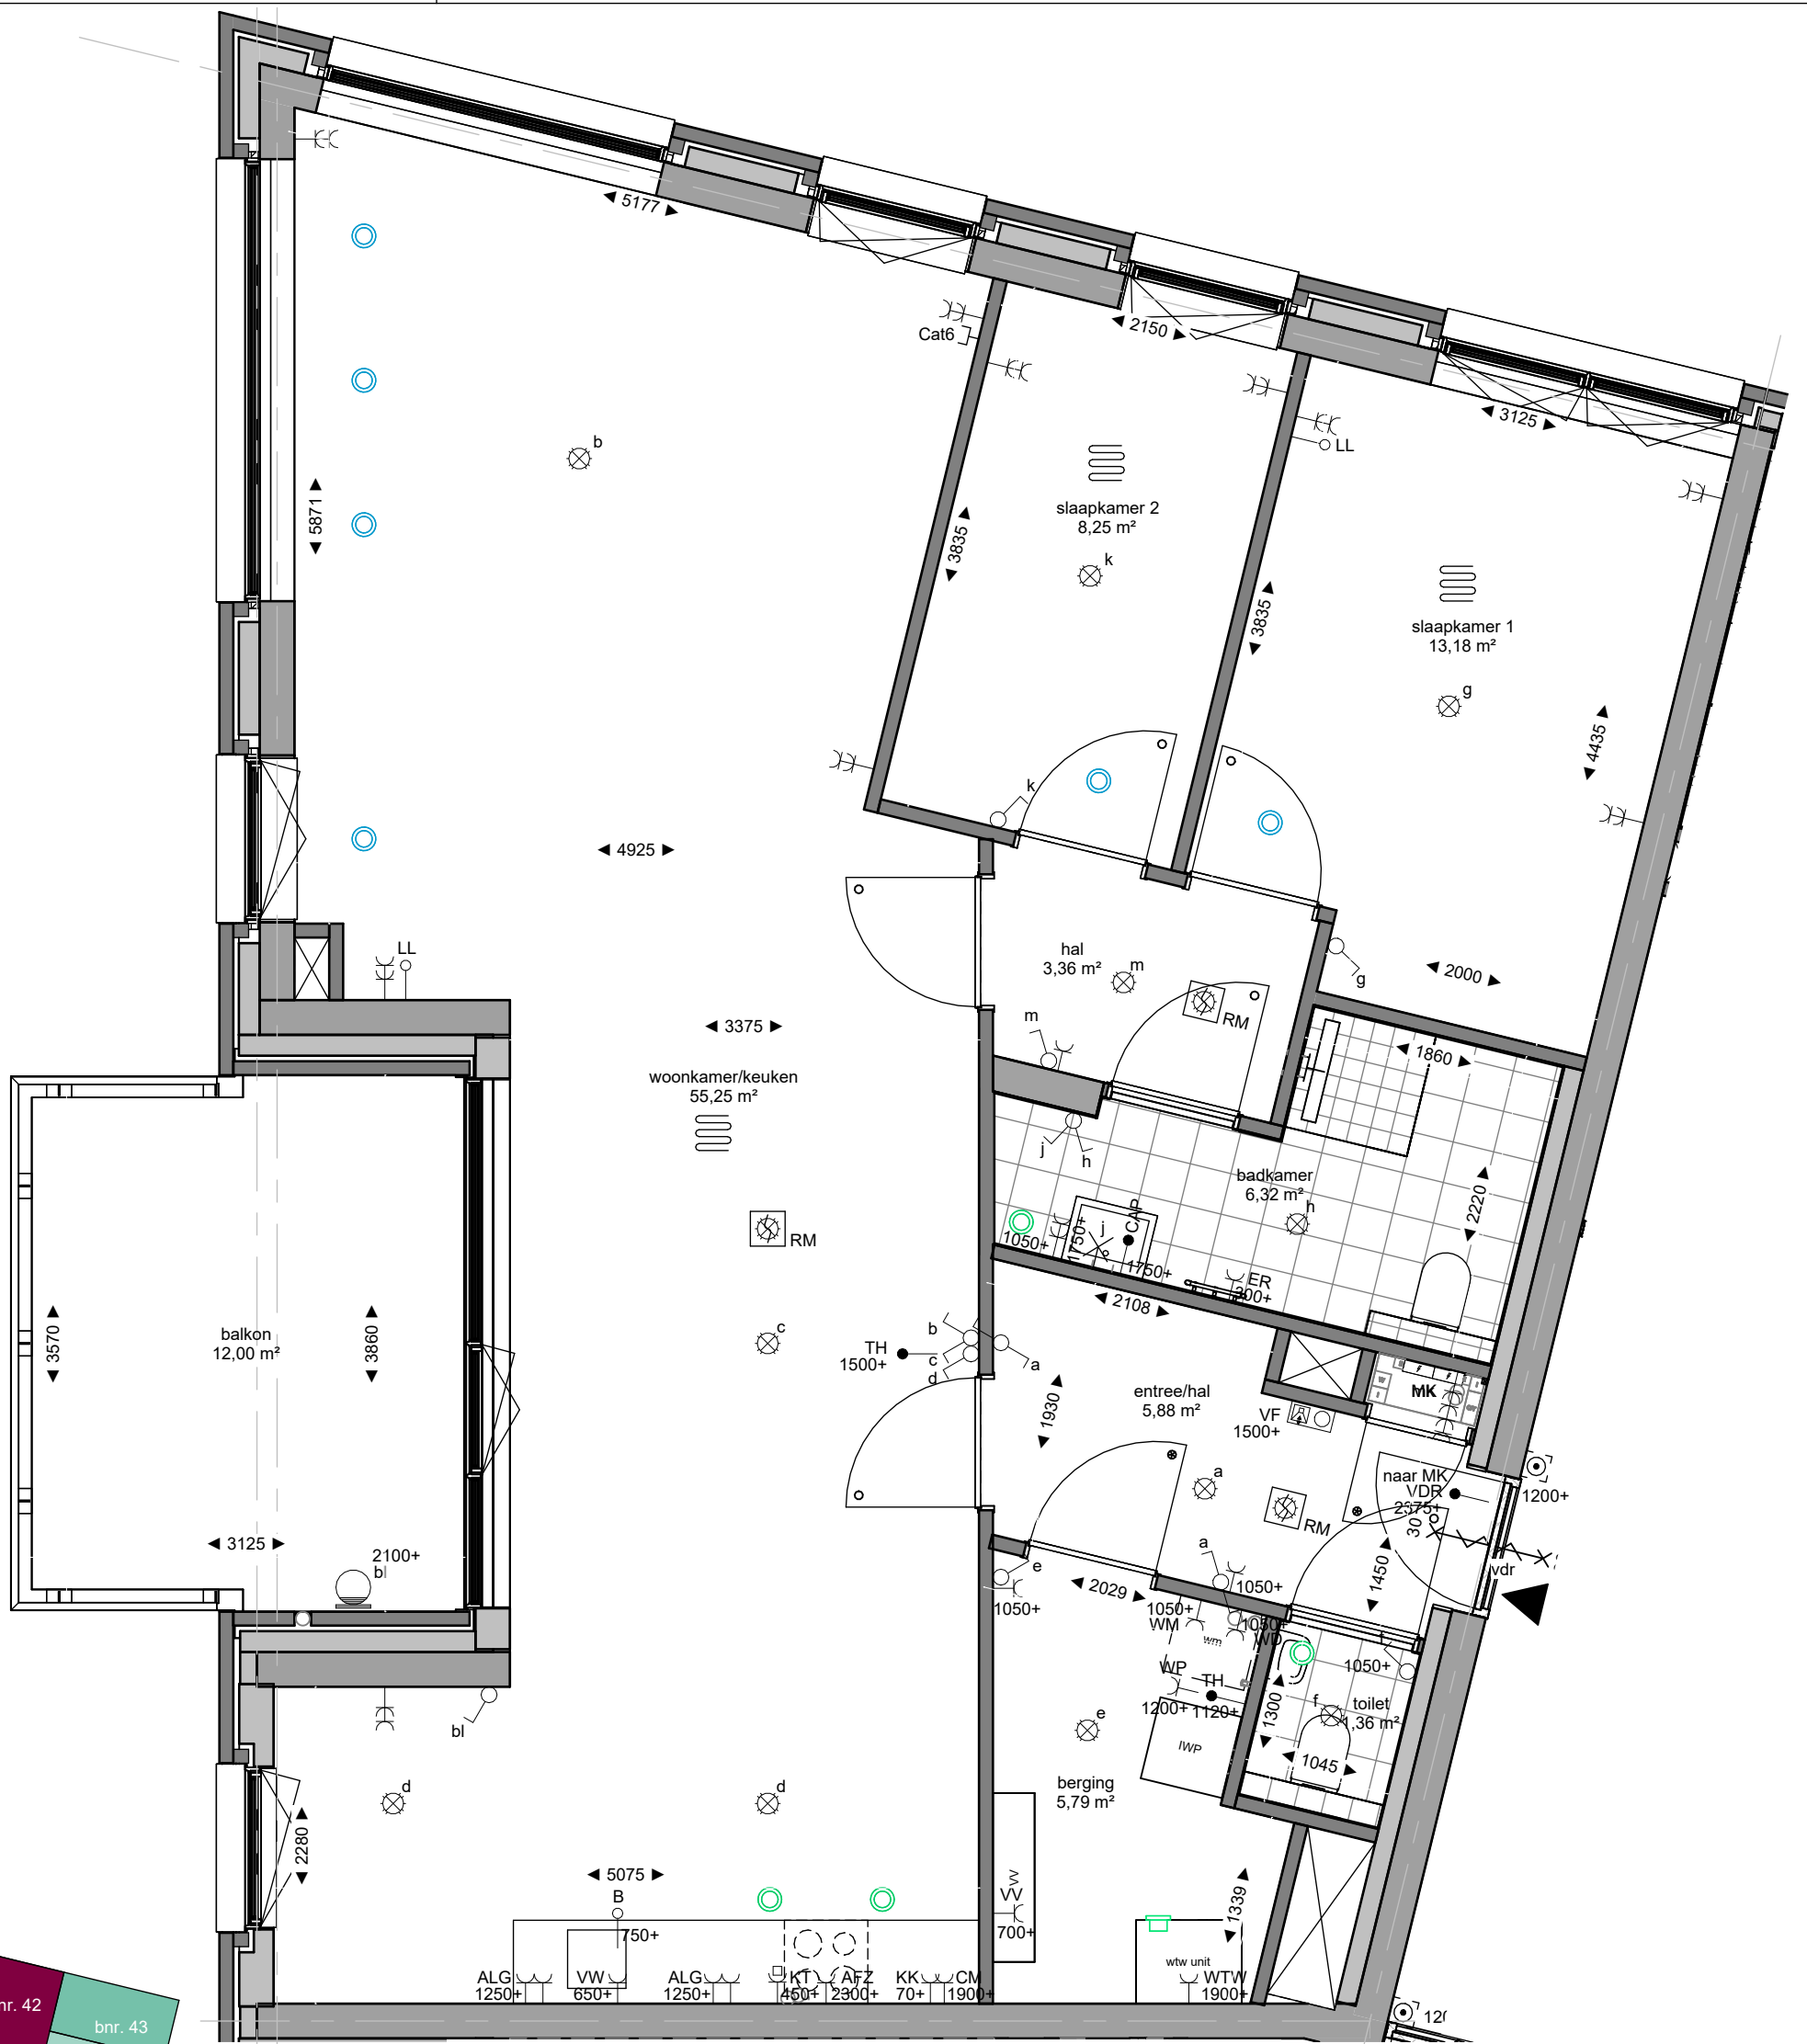 5177
Cat6
2150
3125
LL
b
5871
slaapkamer 2
8,25 m²
k
3835
3835
slaapkamer 1
13,18 m²
g
4435
k
4925
LL
hal
3,36 m²
m
RM
g
2000
m
3375
woonkamer/keuken
55,25 m²
1860
j
h
badkamer
6,32 m²
h
2220
RM
1050+
1750+
j
CAP
1750+
ER
300+
2108
balkon
12,00 m²
3570
3860
c
TH
1500+
b
c
d
a
1930
entree/hal
5,88 m²
MK
VF
1500+
a
RM
naar MK
VDR
2375+
30
1200+
vdr
3125
2100+
bl
e
1050+
2029
a
1050+
1450
1050+
WM
wm
1050+
WD
f
1050+
WP
1200+
TH
1120+
1300
f
toilet
1,36 m²
1045
IWP
bl
d
d
e
berging
5,79 m²
2280
5075
B
750+
VV
VV
700+
1339
wtw unit
ALG
1250+
VW
650+
ALG
1250+
KT
450+
AFZ
2300+
KK
70+
CM
1900+
WTW
1900+
nr. 42
bnr. 43